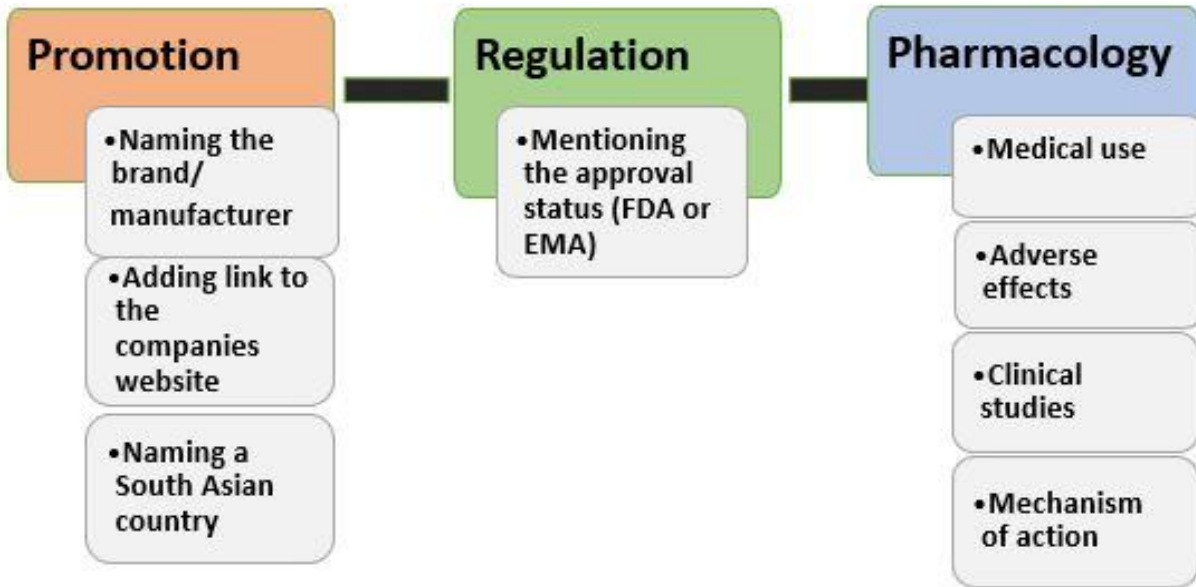 Promotion
•Naming the
brand/
manufacturer
•Adding link to
the
companies
website
•Naming a
South Asian
country
Regulation
•Mentioning
the approval
status (FDA or
EMA)
Pharmacology
•Medical use
•Adverse
effects
•Clinical
studies
•Mechanism
of action